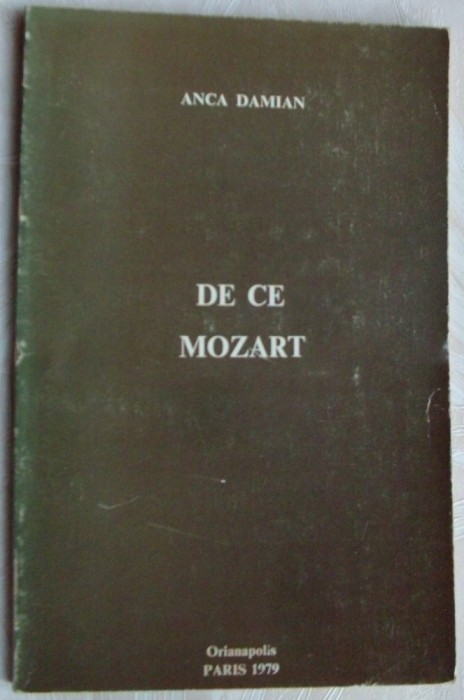 ANCA DAMIAN
DE CE
MOZART
Orianapolis
PARIS 1979